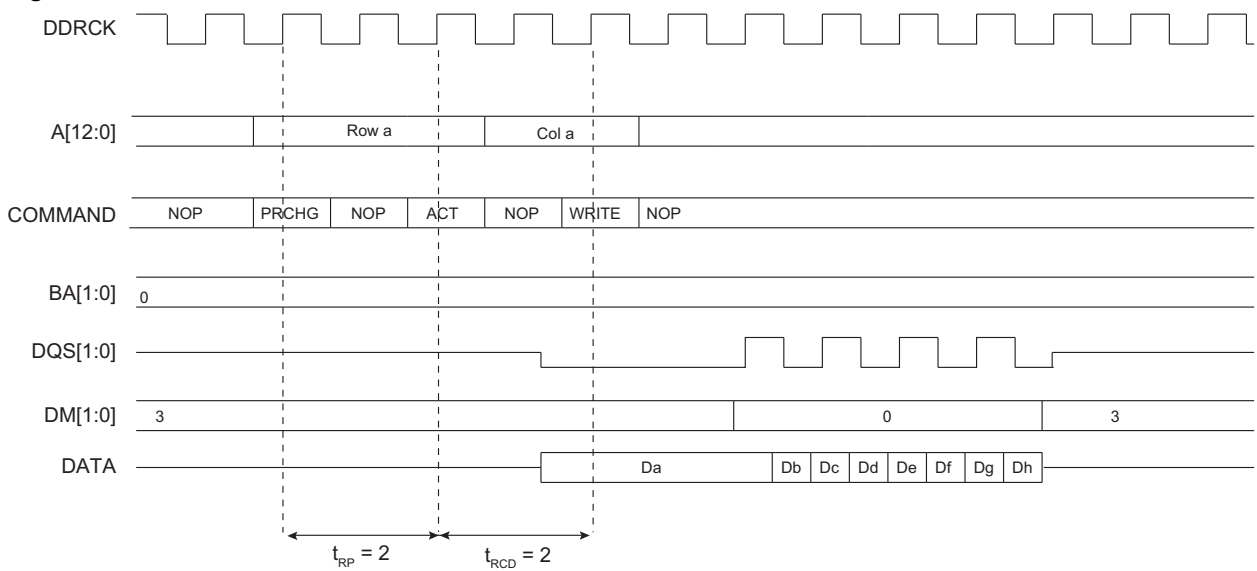 DDRCK
A[12:0] Row a Col a
COMMAND NOP PRCHG NOP ACT NOP WRITE NOP
BA[1:0] 0
DQS[1:0]
DM[1:0] 3 0 3
DATA Da Db Dc Dd De Df Dg Dh
tRP = 2 tRCD = 2